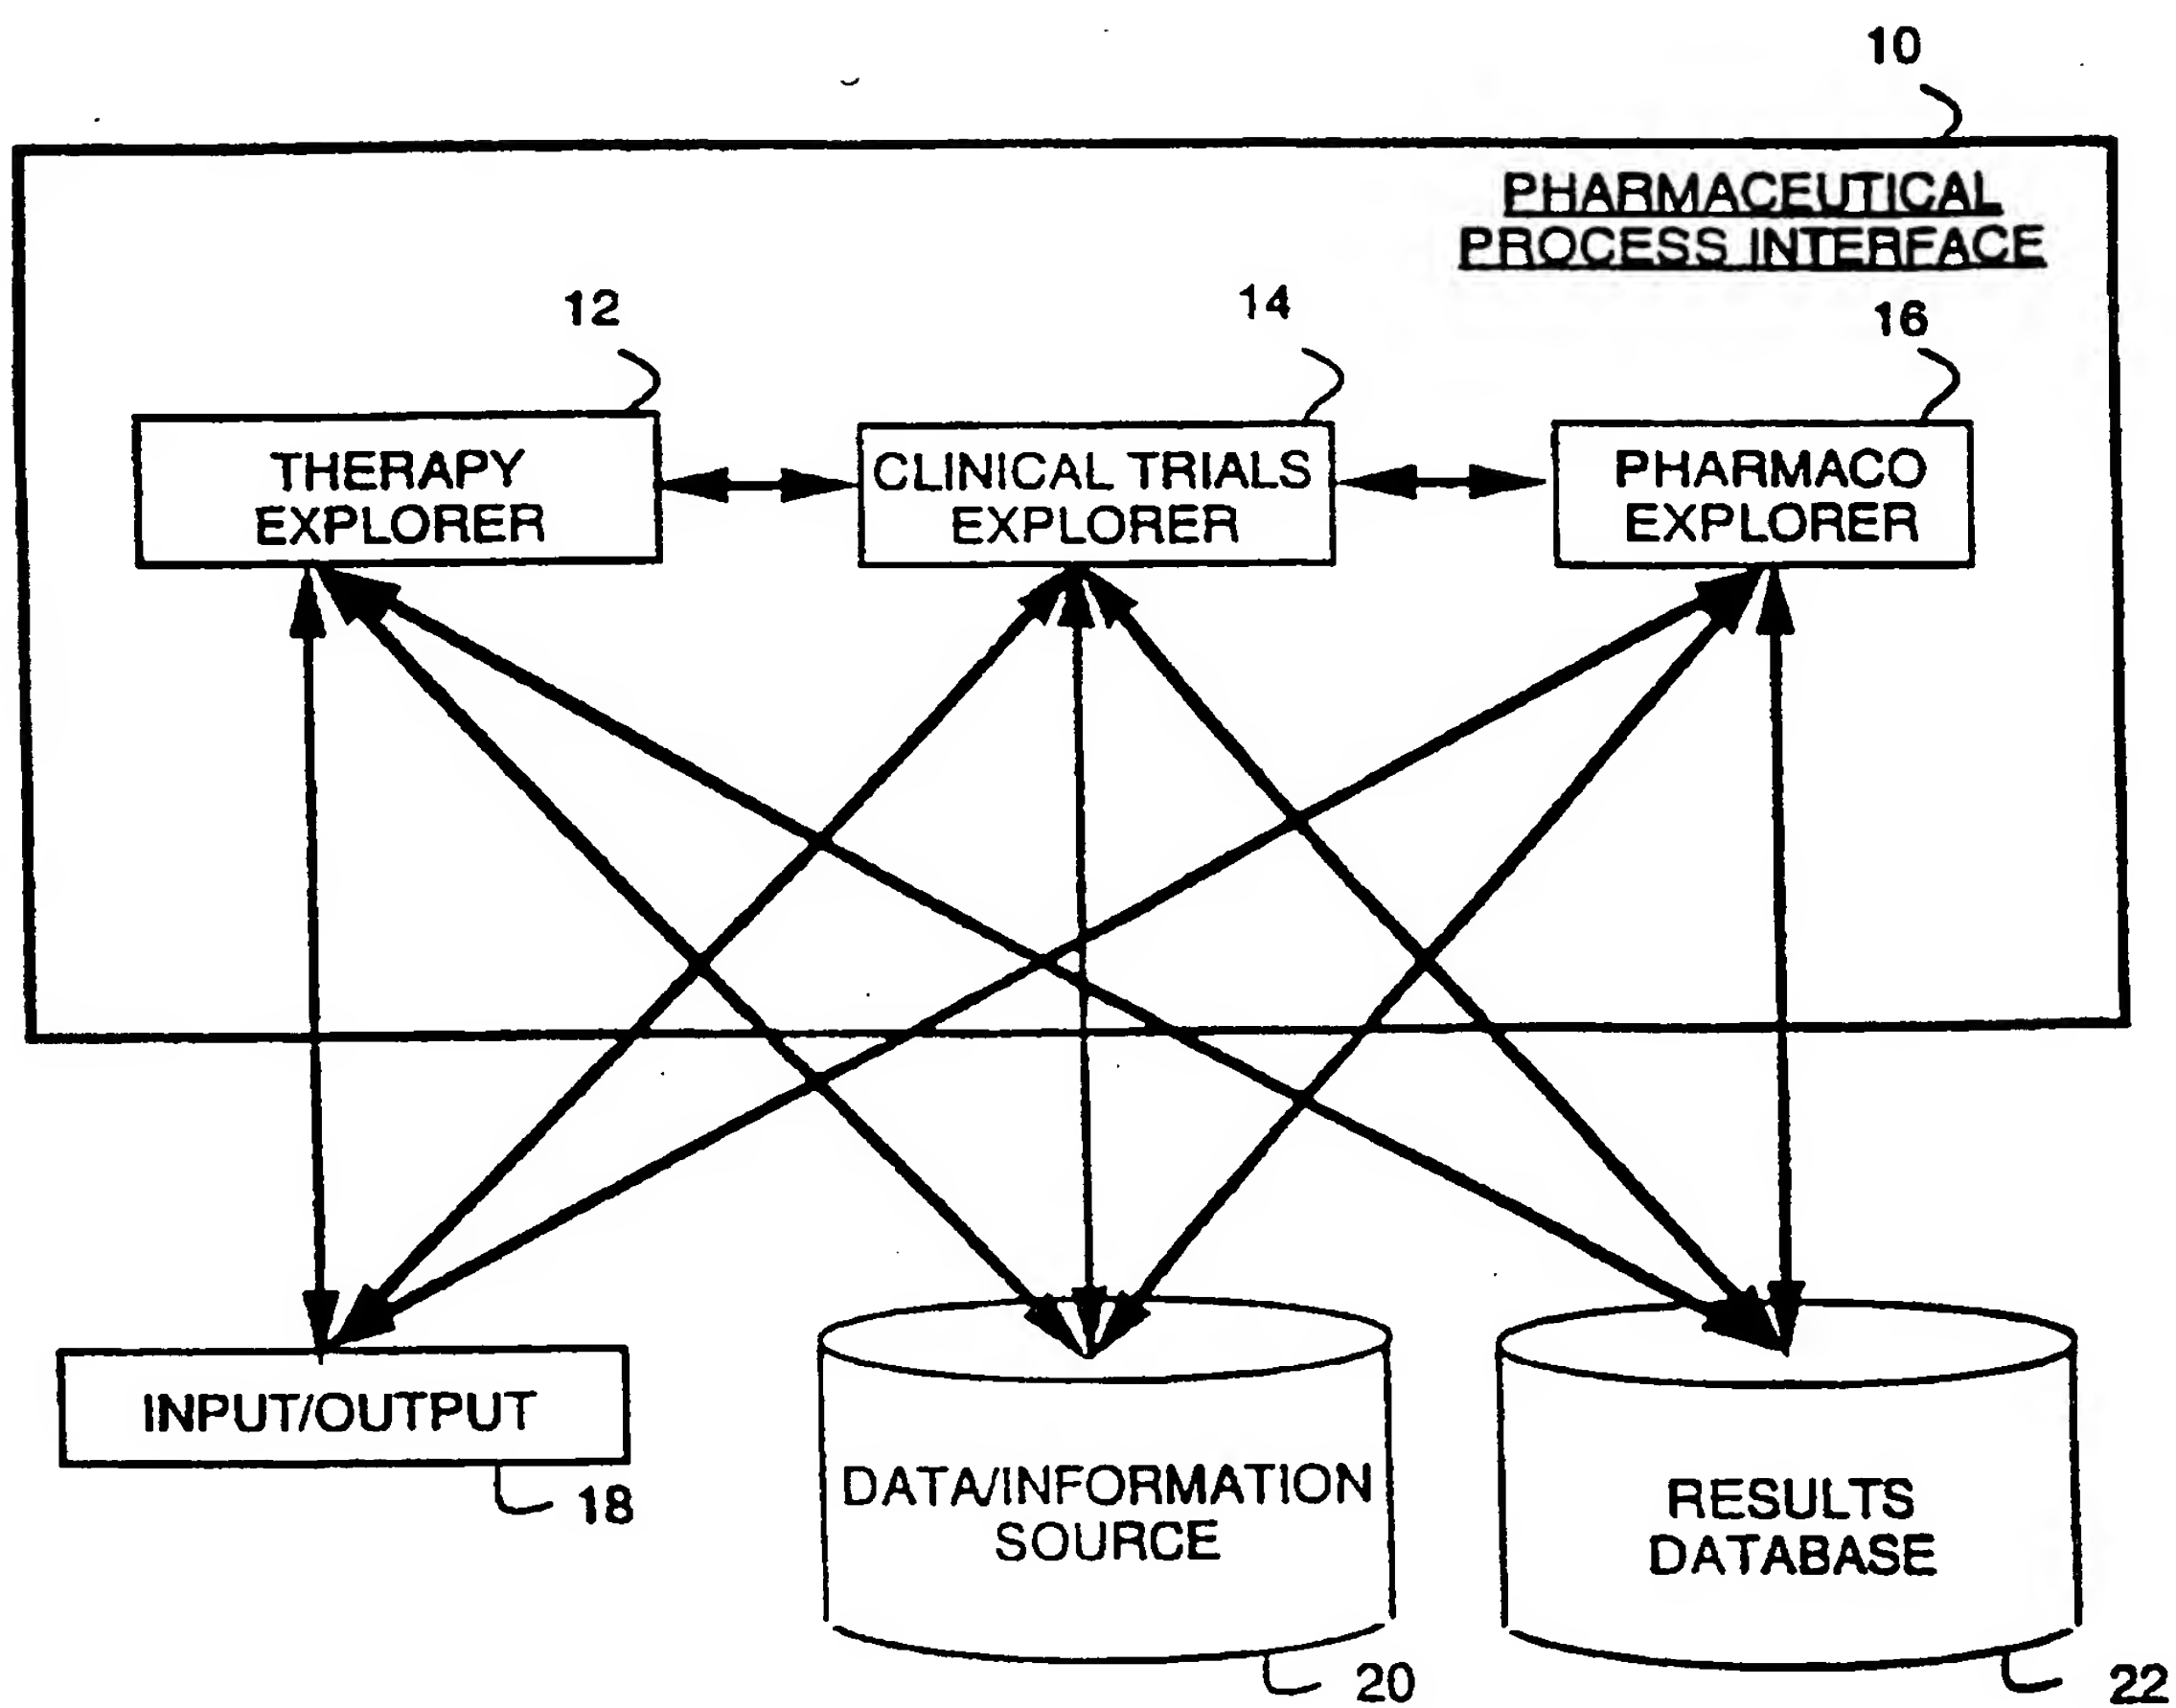 10
PHARMACEUTICAL
PROCESS INTERFACE
12
14
16
THERAPY
EXPLORER
CLINICAL TRIALS
EXPLORER
PHARMACO
EXPLORER
INPUT/OUTPUT
18
DATA/INFORMATION
SOURCE
20
RESULTS
DATABASE
22